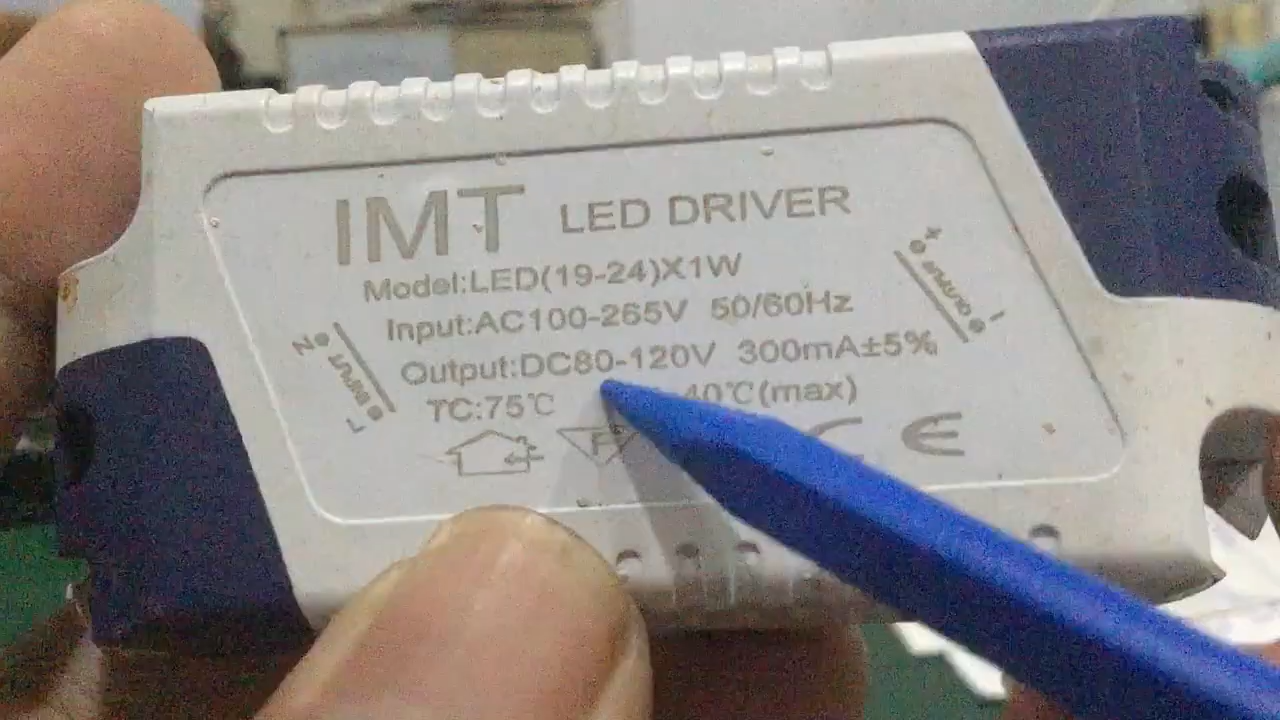 IMT LED DRIVER
Model:LED(19-24)X1W
Input:AC100-265V 50/60Hz
Output:DC80-120V 300mA±5%
TC:75℃ 40℃(max)
N INPUT L
+ OUTPUT -
F
CE